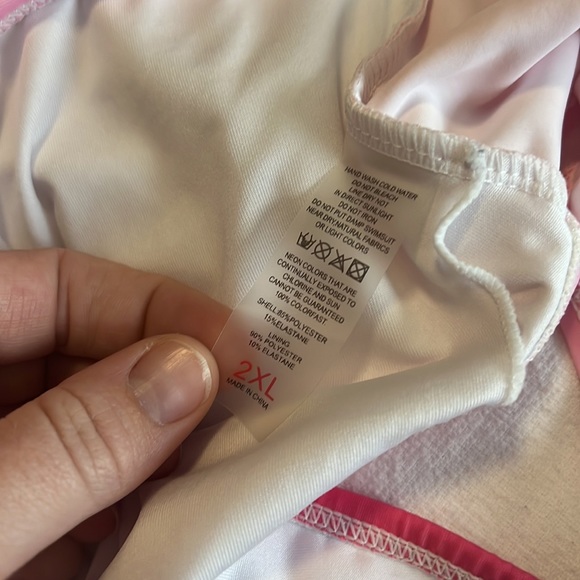 HAND WASH COLD WATER
DO NOT BLEACH
LINE DRY NOT
IN DIRECT SUNLIGHT
DO NOT IRON
DO NOT PUT DAMP SWIMSUIT
NEAR DRY/NATURAL FABRICS
OR LIGHT COLORS
NEON COLORS THAT ARE
CONTINUALLY EXPOSED TO
CHLORINE AND SUN
CANNOT BE GUARANTEED
100% COLORFAST
SHELL:85%POLYESTER
15%ELASTANE
LINING
90% POLYESTER
10% ELASTANE
2XL
MADE IN CHINA